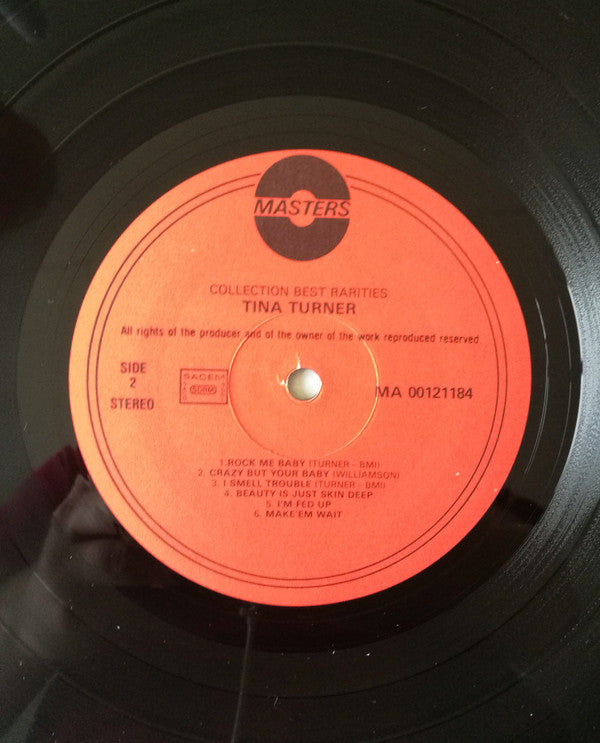 MASTERS
COLLECTION BEST RARITIES
TINA TURNER
All rights of the producer and of the owner of the work reproduced reserved
SIDE
2
STEREO
SACEM
SDRM
MA 00121184
1. ROCK ME BABY (TURNER - BMI)
2. CRAZY BUT YOUR BABY (WILLIAMSON)
3. I SMELL TROUBLE (TURNER - BMI)
4. BEAUTY IS JUST SKIN DEEP
5. I'M FED UP
6. MAKE'EM WAIT